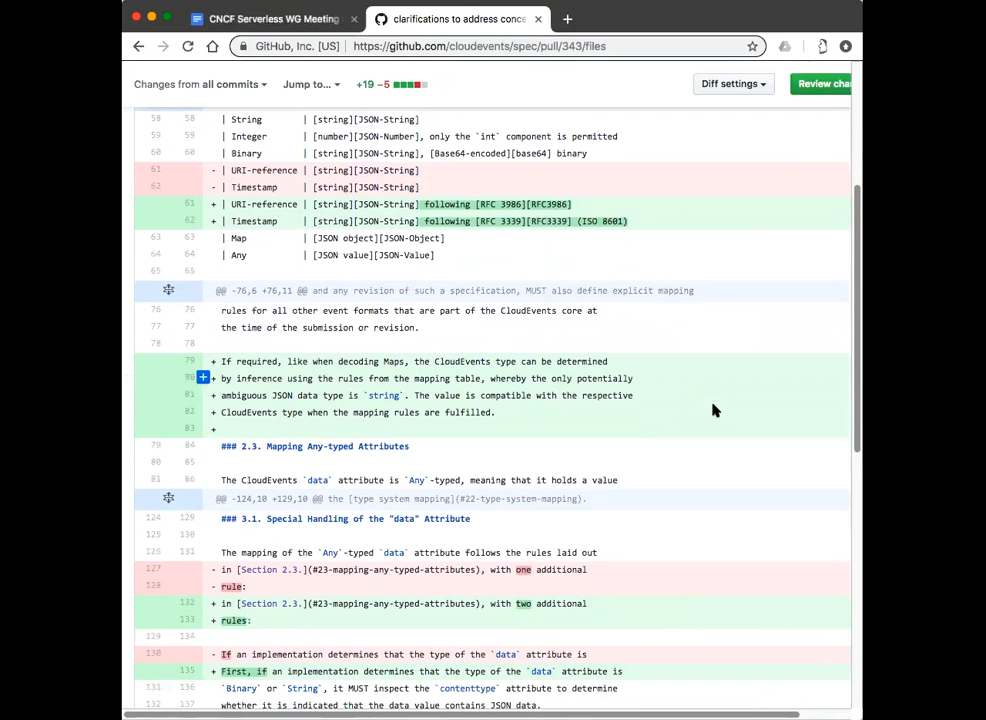 CNCF Serverless WG Meeting
clarifications to address conce
GitHub, Inc. [US] https://github.com/cloudevents/spec/pull/343/files
Changes from all commits Jump to... +19 −5 Diff settings Review cha
58 58 | String | [string][JSON-String]
59 59 | Integer | [number][JSON-Number], only the `int` component is permitted
60 60 | Binary | [string][JSON-String], [Base64-encoded][base64] binary
61 - | URI-reference | [string][JSON-String]
62 - | Timestamp | [string][JSON-String]
61 + | URI-reference | [string][JSON-String] following [RFC 3986][RFC3986]
62 + | Timestamp | [string][JSON-String] following [RFC 3339][RFC3339] (ISO 8601)
63 63 | Map | [JSON object][JSON-Object]
64 64 | Any | [JSON value][JSON-Value]
65 65
@@ -76,6 +76,11 @@ and any revision of such a specification, MUST also define explicit mapping
76 76 rules for all other event formats that are part of the CloudEvents core at
77 77 the time of the submission or revision.
78 78
79 + If required, like when decoding Maps, the CloudEvents type can be determined
80 + by inference using the rules from the mapping table, whereby the only potentially
81 + ambiguous JSON data type is `string`. The value is compatible with the respective
82 + CloudEvents type when the mapping rules are fulfilled.
83 +
79 84 ### 2.3. Mapping Any-typed Attributes
80 85
81 86 The CloudEvents `data` attribute is `Any`-typed, meaning that it holds a value
@@ -124,10 +129,10 @@ the [type system mapping](#22-type-system-mapping).
124 129 ### 3.1. Special Handling of the "data" Attribute
125 130
126 131 The mapping of the `Any`-typed `data` attribute follows the rules laid out
127 - in [Section 2.3.](#23-mapping-any-typed-attributes), with one additional
128 - rule:
132 + in [Section 2.3.](#23-mapping-any-typed-attributes), with two additional
133 + rules:
129 134
130 - If an implementation determines that the type of the `data` attribute is
135 + First, if an implementation determines that the type of the `data` attribute is
131 136 `Binary` or `String`, it MUST inspect the `contenttype` attribute to determine
132 137 whether it is indicated that the data value contains JSON data.